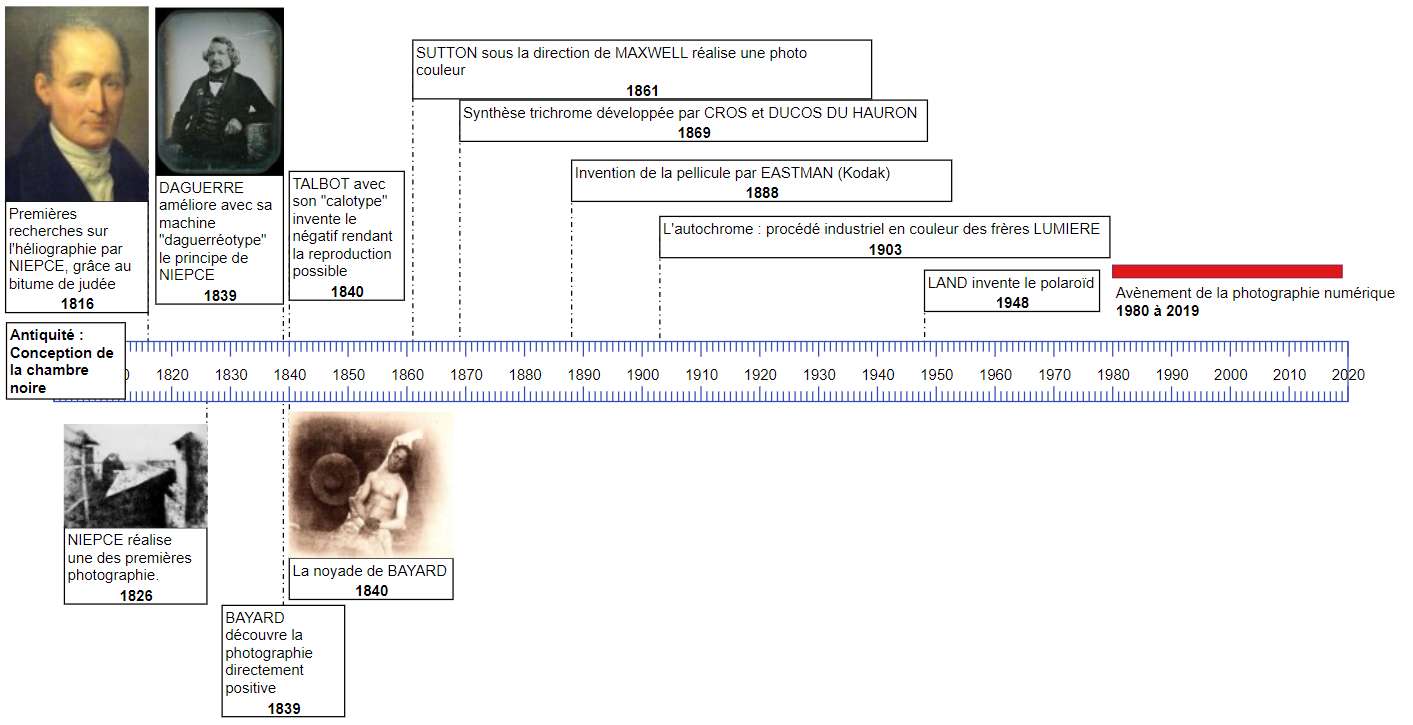 Premières
recherches sur
l'héliographie par
NIEPCE, grâce au
bitume de judée
1816
DAGUERRE
améliore avec sa
machine
"daguerréotype"
le principe de
NIEPCE
1839
TALBOT avec
son "calotype"
invente le
négatif rendant
la reproduction
possible
1840
SUTTON sous la direction de MAXWELL réalise une photo
couleur
1861
Synthèse trichrome développée par CROS et DUCOS DU HAURON
1869
Invention de la pellicule par EASTMAN (Kodak)
1888
L'autochrome : procédé industriel en couleur des frères LUMIERE
1903
LAND invente le polaroïd
1948
Avènement de la photographie numérique
1980 à 2019
Antiquité :
Conception de
la chambre
noire
0 1820 1830 1840 1850 1860 1870 1880 1890 1900 1910 1920 1930 1940 1950 1960 1970 1980 1990 2000 2010 2020
NIEPCE réalise
une des premières
photographie.
1826
La noyade de BAYARD
1840
BAYARD
découvre la
photographie
directement
positive
1839